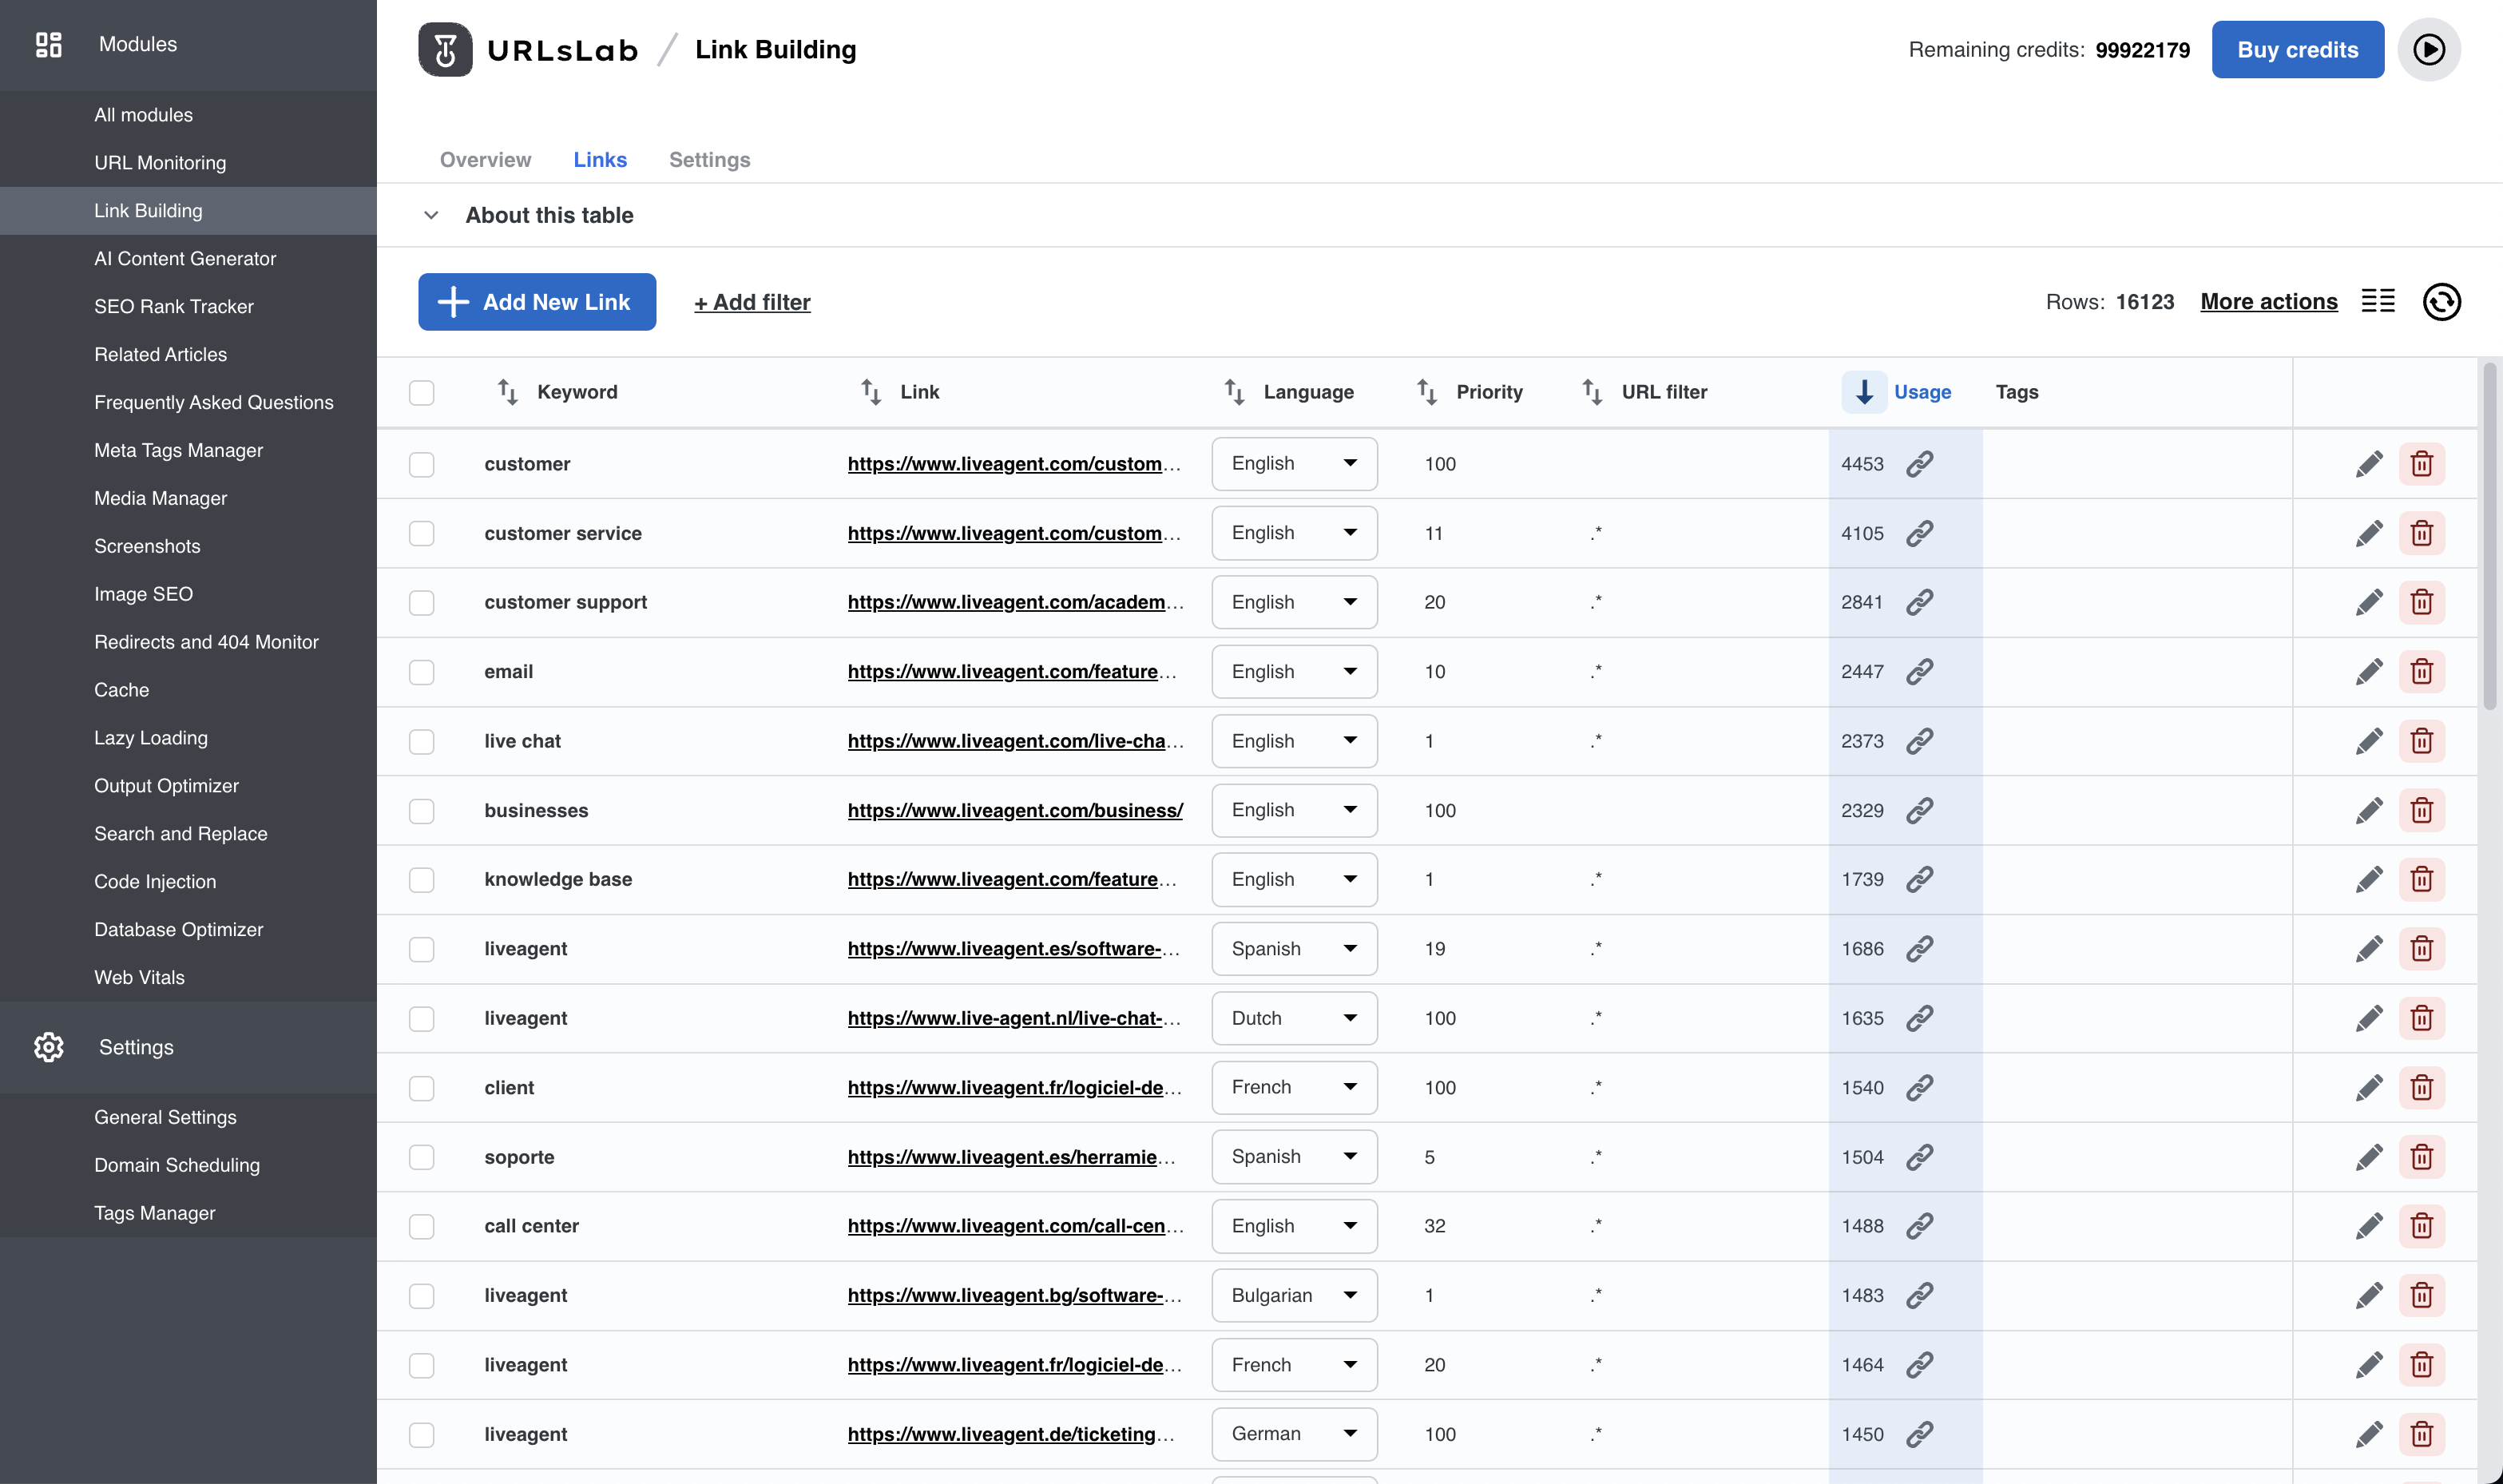 Modules
All modules
URL Monitoring
Link Building
AI Content Generator
SEO Rank Tracker
Related Articles
Frequently Asked Questions
Meta Tags Manager
Media Manager
Screenshots
Image SEO
Redirects and 404 Monitor
Cache
Lazy Loading
Output Optimizer
Search and Replace
Code Injection
Database Optimizer
Web Vitals
Settings
General Settings
Domain Scheduling
Tags Manager
URLsLab / Link Building
Remaining credits: 99922179 Buy credits
Overview Links Settings
About this table
Add New Link + Add filter Rows: 16123 More actions
Keyword Link Language Priority URL filter Usage Tags
customer https://www.liveagent.com/custom... English 100 4453
customer service https://www.liveagent.com/custom... English 11 .* 4105
customer support https://www.liveagent.com/academ... English 20 .* 2841
email https://www.liveagent.com/feature... English 10 .* 2447
live chat https://www.liveagent.com/live-cha... English 1 .* 2373
businesses https://www.liveagent.com/business/ English 100 2329
knowledge base https://www.liveagent.com/feature... English 1 .* 1739
liveagent https://www.liveagent.es/software-... Spanish 19 .* 1686
liveagent https://www.live-agent.nl/live-chat-... Dutch 100 .* 1635
client https://www.liveagent.fr/logiciel-de... French 100 .* 1540
soporte https://www.liveagent.es/herramie... Spanish 5 .* 1504
call center https://www.liveagent.com/call-cen... English 32 .* 1488
liveagent https://www.liveagent.bg/software-... Bulgarian 1 .* 1483
liveagent https://www.liveagent.fr/logiciel-de... French 20 .* 1464
liveagent https://www.liveagent.de/ticketing... German 100 .* 1450